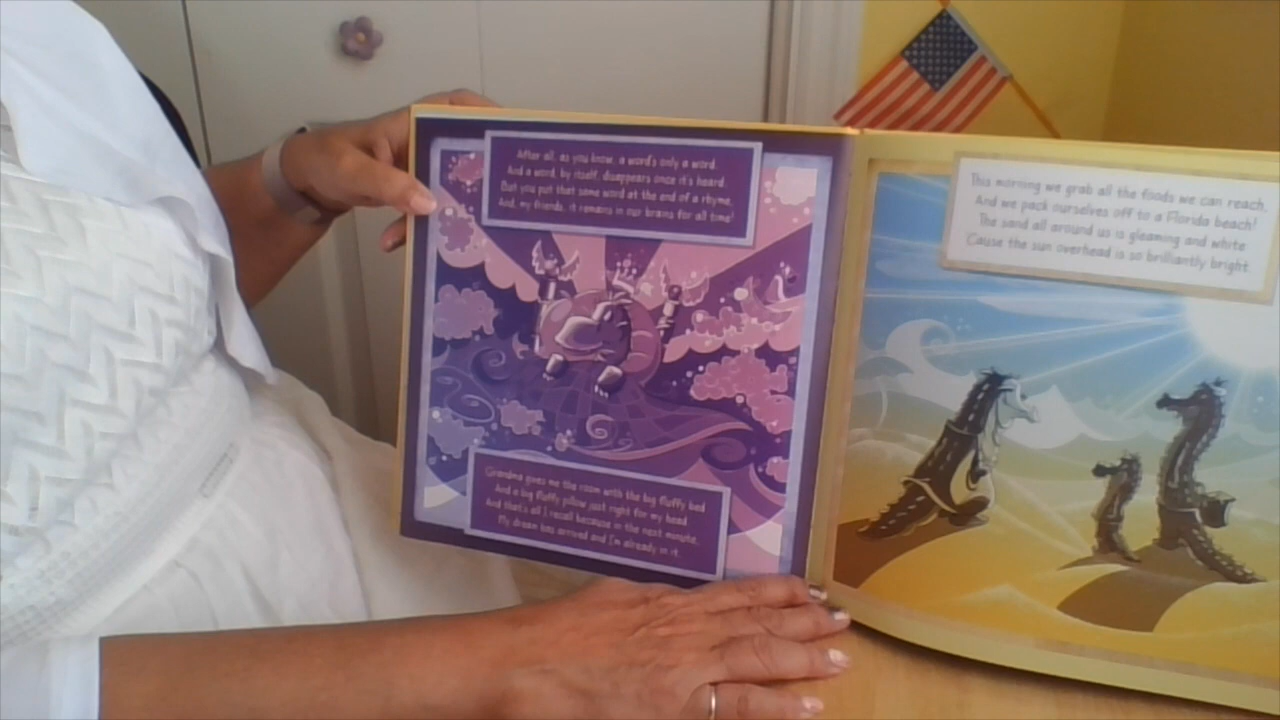 After all, as you know, a word's only a word.
And a word, by itself, disappears once it's heard.
But you put that same word at the end of a rhyme,
And, my friends, it remains in our brains for all time!
Grandma gives me the room with the big fluffy bed
And a big fluffy pillow just right for my head.
And that's all I recall because in the next minute,
My dream has arrived and I'm already in it.
This morning we grab all the foods we can reach,
And we pack ourselves off to a Florida beach!
The sand all around us is gleaming and white
'Cause the sun overhead is so brilliantly bright.